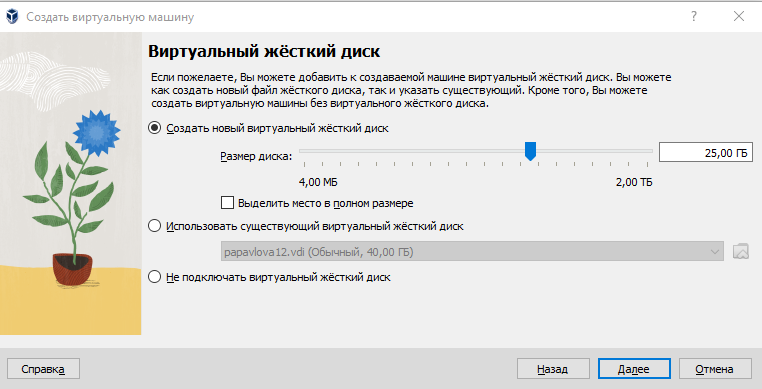 Создать виртуальную машину
Виртуальный жёсткий диск
Если пожелаете, Вы можете добавить к создаваемой машине виртуальный жёсткий диск. Вы можете
как создать новый файл жёсткого диска, так и указать существующий. Кроме того, Вы можете
создать виртуальную машины без виртуального жёсткого диска.
Создать новый виртуальный жёсткий диск
Размер диска:
25,00 ГБ
4,00 МБ
2,00 ТБ
Выделить место в полном размере
Использовать существующий виртуальный жёсткий диск
papavlova12.vdi (Обычный, 40,00 ГБ)
Не подключать виртуальный жёсткий диск
Справка
Назад
Далее
Отмена